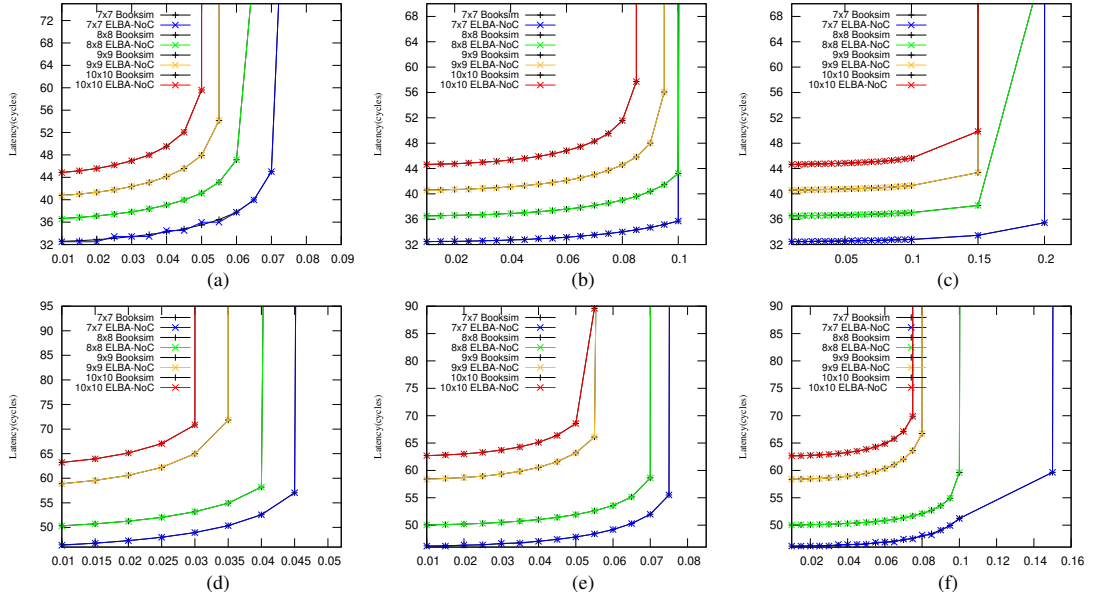 Latency(cycles)
72
68
64
60
56
52
48
44
40
36
32
7x7 Booksim
7x7 ELBA-NoC
8x8 Booksim
8x8 ELBA-NoC
9x9 Booksim
9x9 ELBA-NoC
10x10 Booksim
10x10 ELBA-NoC
0.01 0.02 0.03 0.04 0.05 0.06 0.07 0.08 0.09
(a)
Latency(cycles)
68
64
60
56
52
48
44
40
36
32
7x7 Booksim
7x7 ELBA-NoC
8x8 Booksim
8x8 ELBA-NoC
9x9 Booksim
9x9 ELBA-NoC
10x10 Booksim
10x10 ELBA-NoC
0.02 0.04 0.06 0.08 0.1
(b)
Latency(cycles)
68
64
60
56
52
48
44
40
36
32
7x7 Booksim
7x7 ELBA-NoC
8x8 Booksim
8x8 ELBA-NoC
9x9 Booksim
9x9 ELBA-NoC
10x10 Booksim
10x10 ELBA-NoC
0.05 0.1 0.15 0.2
(c)
Latency(cycles)
95
90
85
80
75
70
65
60
55
50
7x7 Booksim
7x7 ELBA-NoC
8x8 Booksim
8x8 ELBA-NoC
9x9 Booksim
9x9 ELBA-NoC
10x10 Booksim
10x10 ELBA-NoC
0.01 0.015 0.02 0.025 0.03 0.035 0.04 0.045 0.05
(d)
Latency(cycles)
90
85
80
75
70
65
60
55
50
7x7 Booksim
7x7 ELBA-NoC
8x8 Booksim
8x8 ELBA-NoC
9x9 Booksim
9x9 ELBA-NoC
10x10 Booksim
10x10 ELBA-NoC
0.01 0.02 0.03 0.04 0.05 0.06 0.07 0.08
(e)
Latency(cycles)
90
85
80
75
70
65
60
55
50
7x7 Booksim
7x7 ELBA-NoC
8x8 Booksim
8x8 ELBA-NoC
9x9 Booksim
9x9 ELBA-NoC
10x10 Booksim
10x10 ELBA-NoC
0.02 0.04 0.06 0.08 0.1 0.12 0.14 0.16
(f)